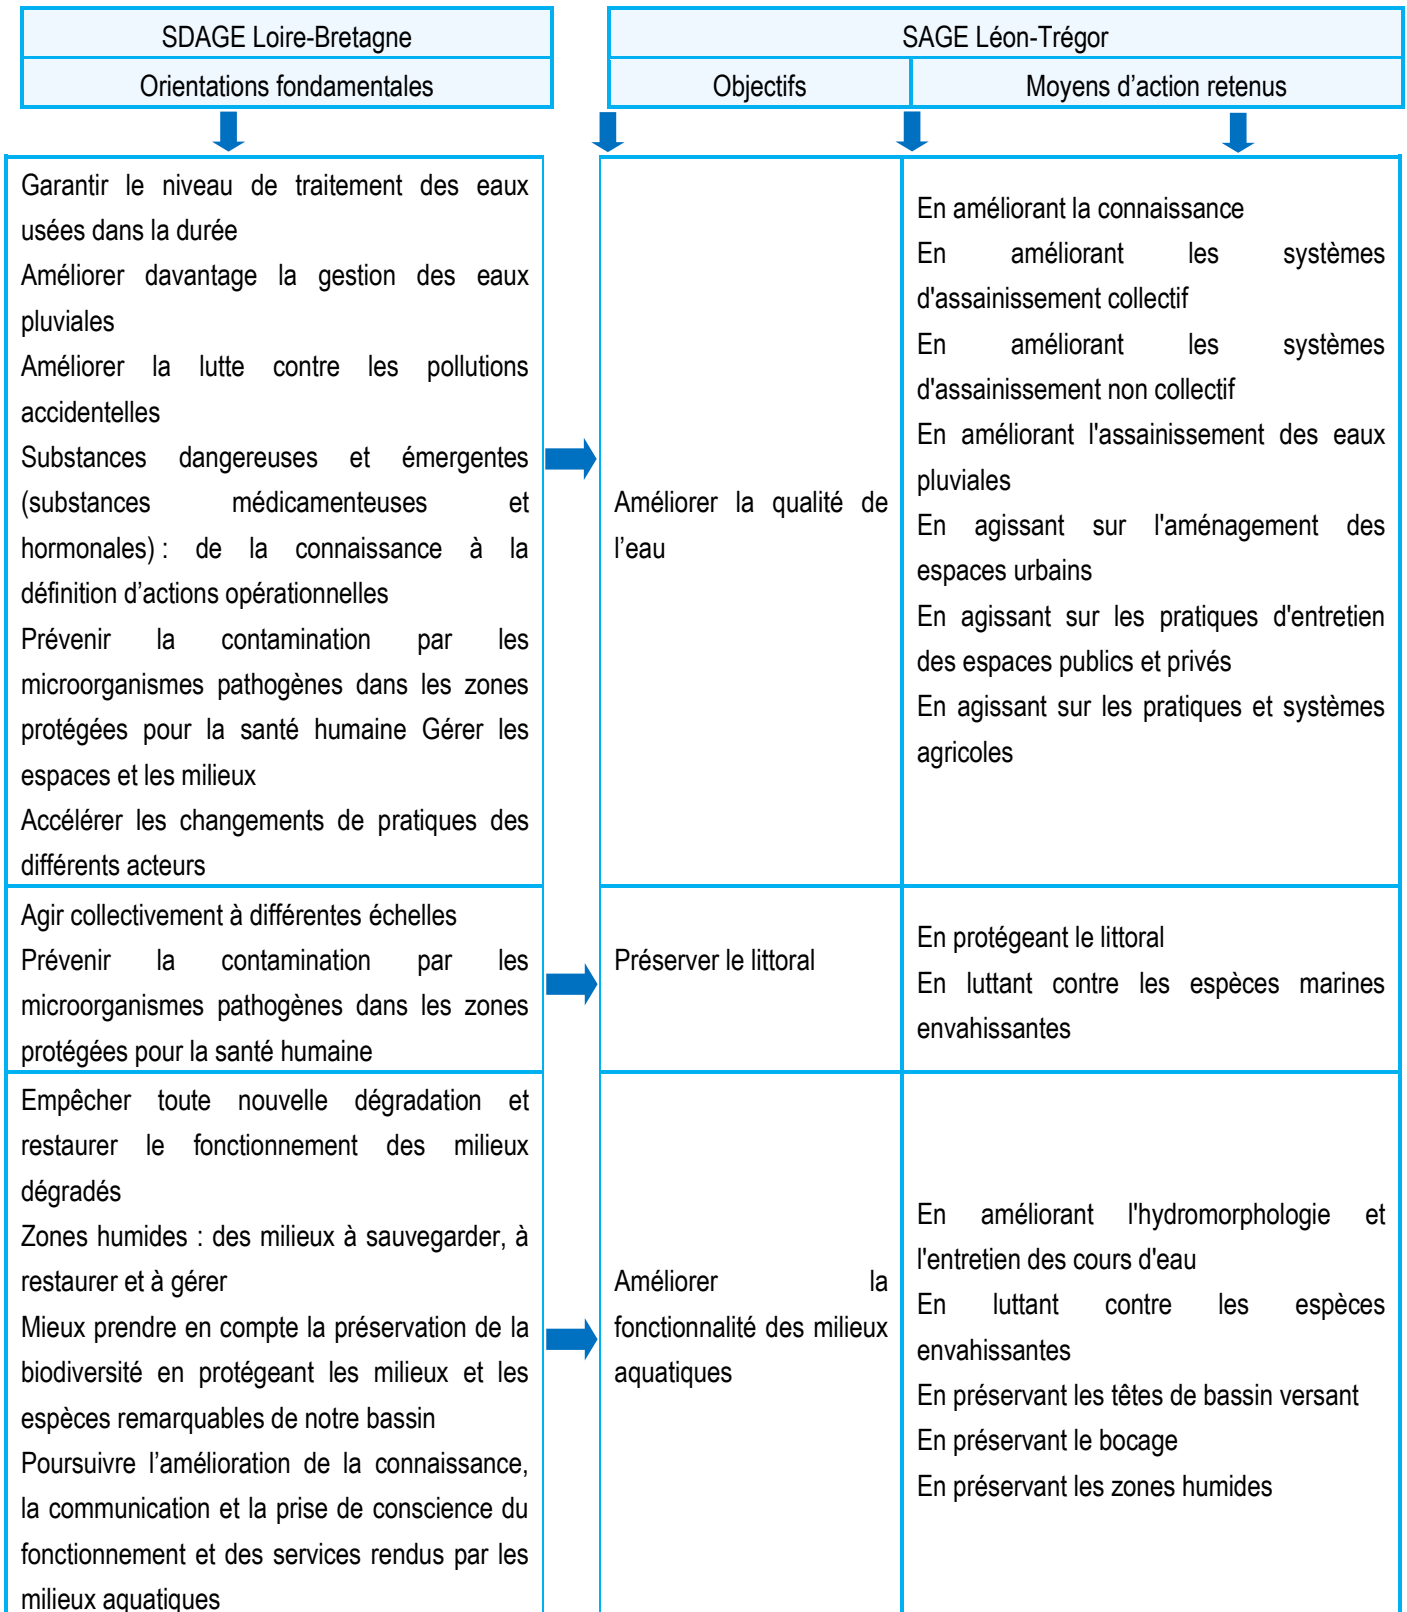 SDAGE Loire-Bretagne
SAGE Léon-Trégor
Orientations fondamentales
Objectifs
Moyens d’action retenus
Garantir le niveau de traitement des eaux
usées dans la durée
Améliorer davantage la gestion des eaux
pluviales
Améliorer la lutte contre les pollutions
accidentelles
Substances dangereuses et émergentes
(substances médicamenteuses et
hormonales) : de la connaissance à la
définition d’actions opérationnelles
Prévenir la contamination par les
microorganismes pathogènes dans les zones
protégées pour la santé humaine Gérer les
espaces et les milieux
Accélérer les changements de pratiques des
différents acteurs
Améliorer la qualité de
l’eau
En améliorant la connaissance
En améliorant les systèmes
d'assainissement collectif
En améliorant les systèmes
d'assainissement non collectif
En améliorant l'assainissement des eaux
pluviales
En agissant sur l'aménagement des
espaces urbains
En agissant sur les pratiques d'entretien
des espaces publics et privés
En agissant sur les pratiques et systèmes
agricoles
Agir collectivement à différentes échelles
Prévenir la contamination par les
microorganismes pathogènes dans les zones
protégées pour la santé humaine
Préserver le littoral
En protégeant le littoral
En luttant contre les espèces marines
envahissantes
Empêcher toute nouvelle dégradation et
restaurer le fonctionnement des milieux
dégradés
Zones humides : des milieux à sauvegarder, à
restaurer et à gérer
Mieux prendre en compte la préservation de la
biodiversité en protégeant les milieux et les
espèces remarquables de notre bassin
Poursuivre l’amélioration de la connaissance,
la communication et la prise de conscience du
fonctionnement et des services rendus par les
milieux aquatiques
Améliorer la
fonctionnalité des milieux
aquatiques
En améliorant l'hydromorphologie et
l'entretien des cours d'eau
En luttant contre les espèces
envahissantes
En préservant les têtes de bassin versant
En préservant le bocage
En préservant les zones humides